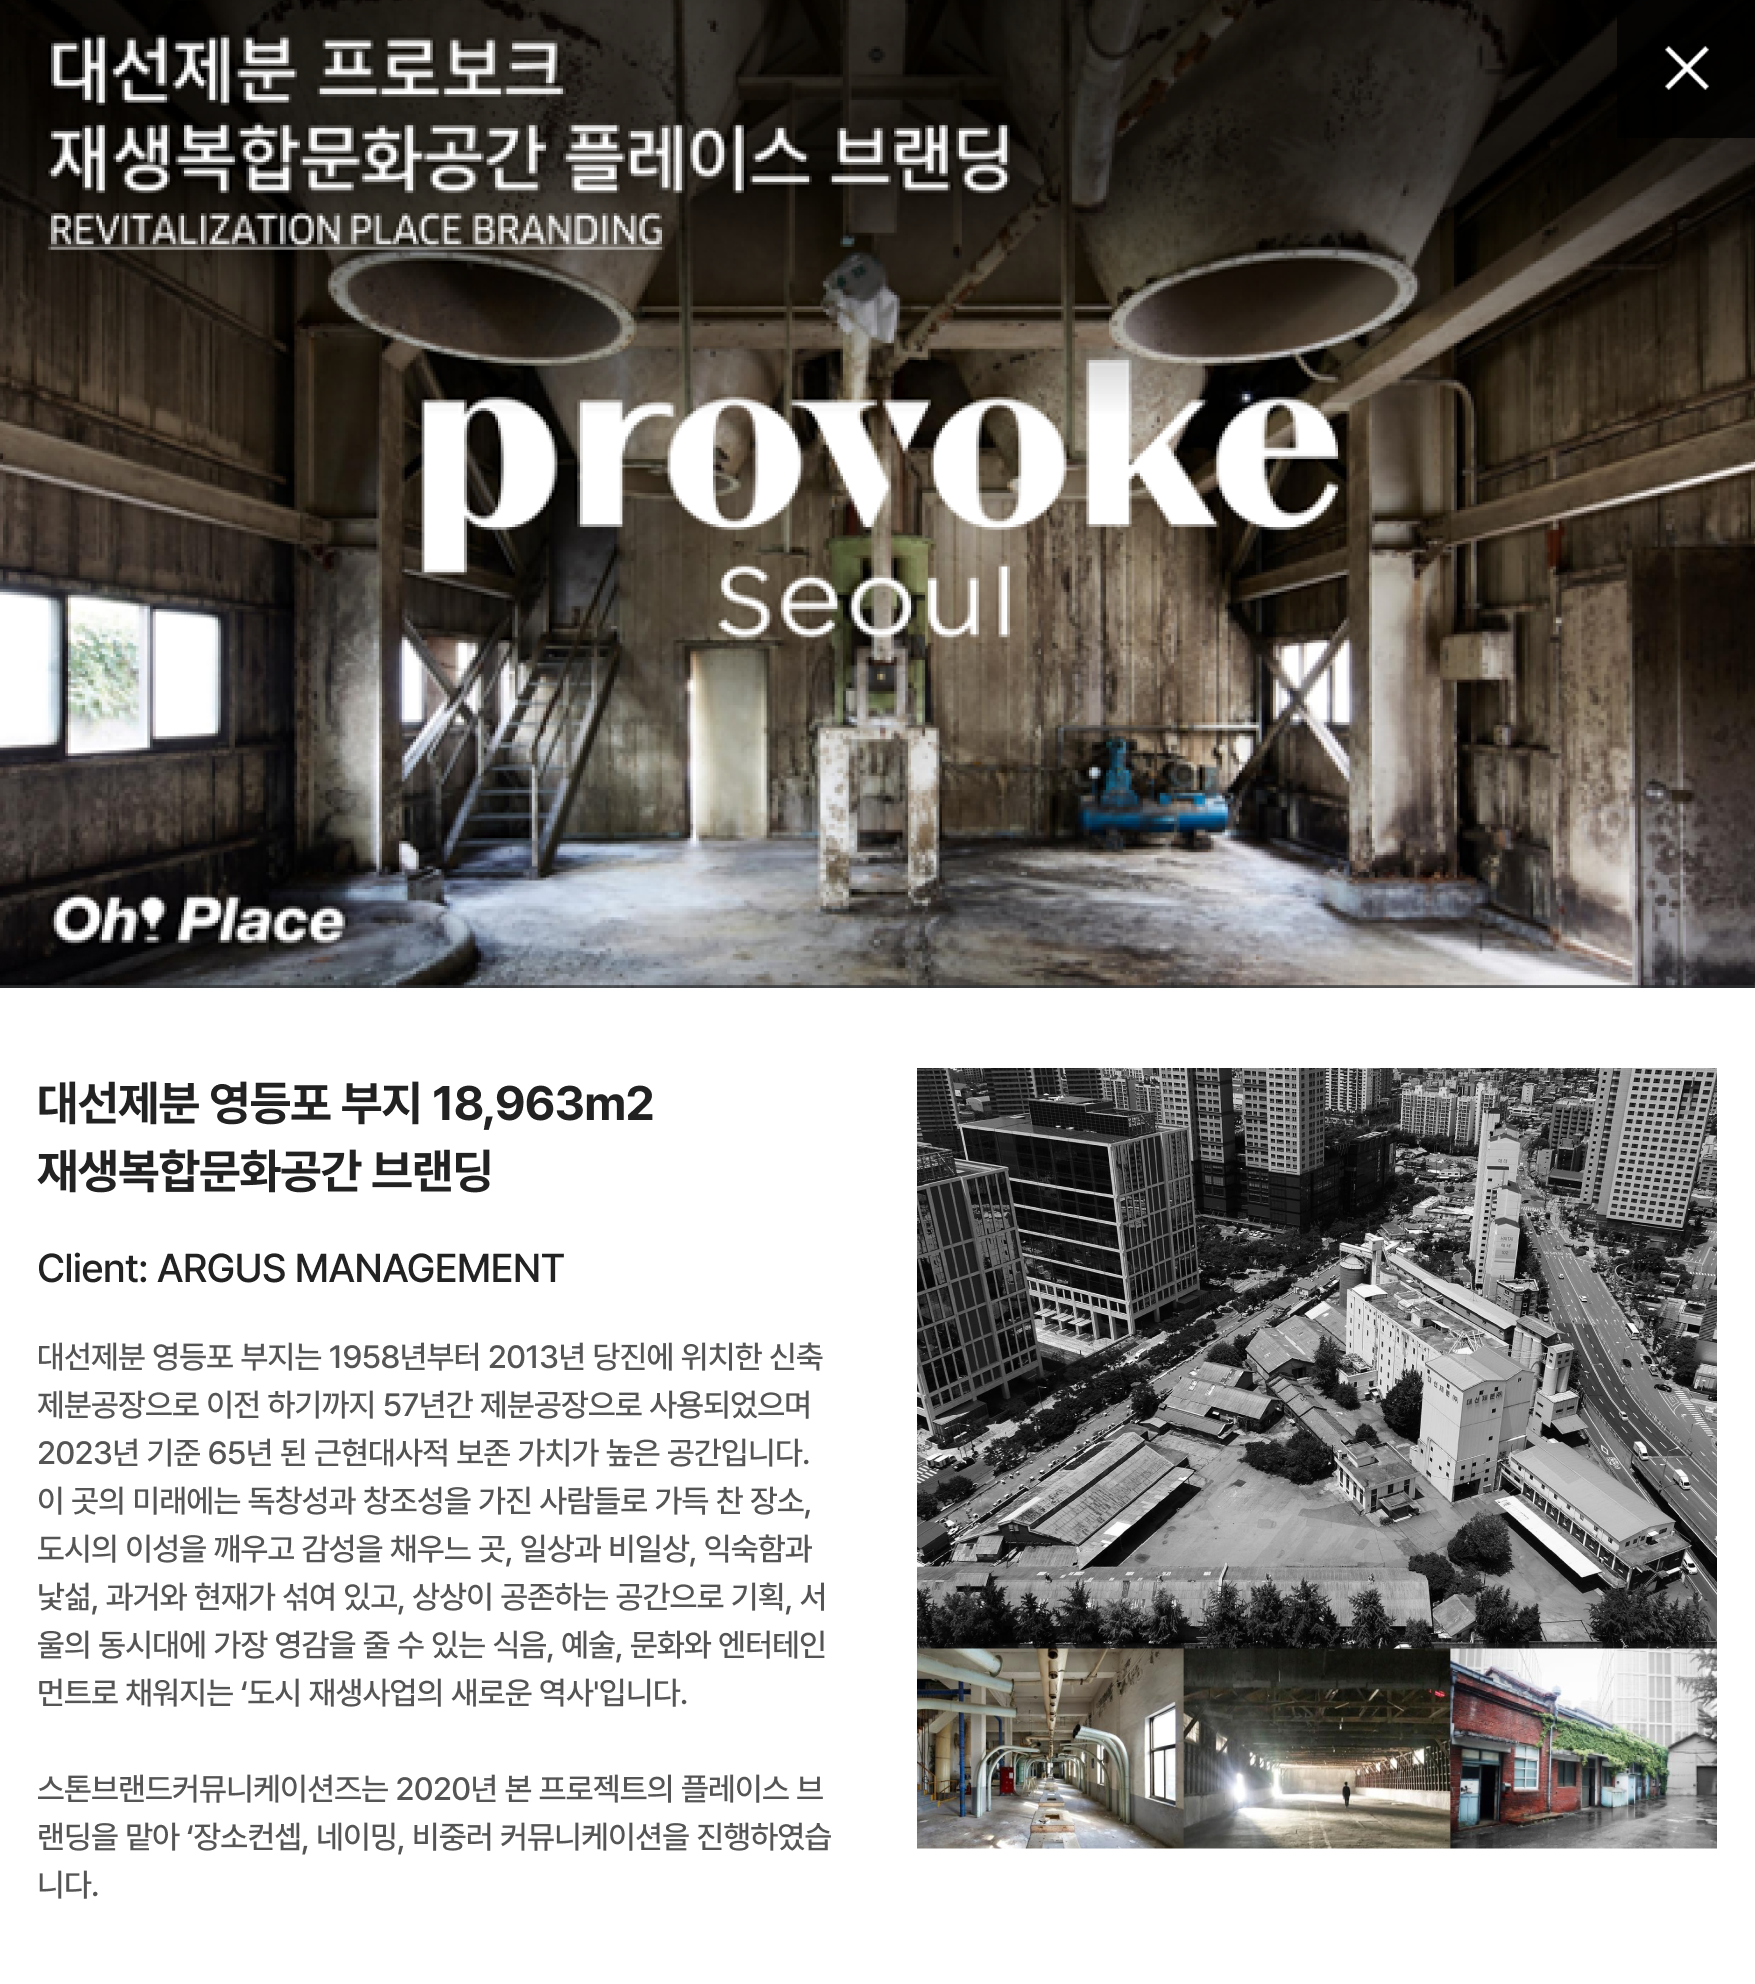 대선제분 프로보크
재생복합문화공간 플레이스 브랜딩
REVITALIZATION PLACE BRANDING
provoke
Seoul
Oh! Place
대선제분 영등포 부지 18,963m2
재생복합문화공간 브랜딩
Client: ARGUS MANAGEMENT
대선제분 영등포 부지는 1958년부터 2013년 당진에 위치한 신축
제분공장으로 이전 하기까지 57년간 제분공장으로 사용되었으며
2023년 기준 65년 된 근현대사적 보존 가치가 높은 공간입니다.
이 곳의 미래에는 독창성과 창조성을 가진 사람들로 가득 찬 장소,
도시의 이성을 깨우고 감성을 채우느 곳, 일상과 비일상, 익숙함과
낯섦, 과거와 현재가 섞여 있고, 상상이 공존하는 공간으로 기획, 서
울의 동시대에 가장 영감을 줄 수 있는 식음, 예술, 문화와 엔터테인
먼트로 채워지는 ‘도시 재생사업의 새로운 역사'입니다.
스톤브랜드커뮤니케이션즈는 2020년 본 프로젝트의 플레이스 브
랜딩을 맡아 ‘장소컨셉, 네이밍, 비중러 커뮤니케이션을 진행하였습
니다.